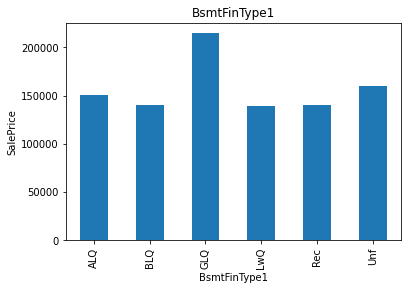 BsmtFinType1
200000
150000
100000
50000
0
SalePrice
ALQ
BLQ
GLQ
LwQ
Rec
Unf
BsmtFinType1